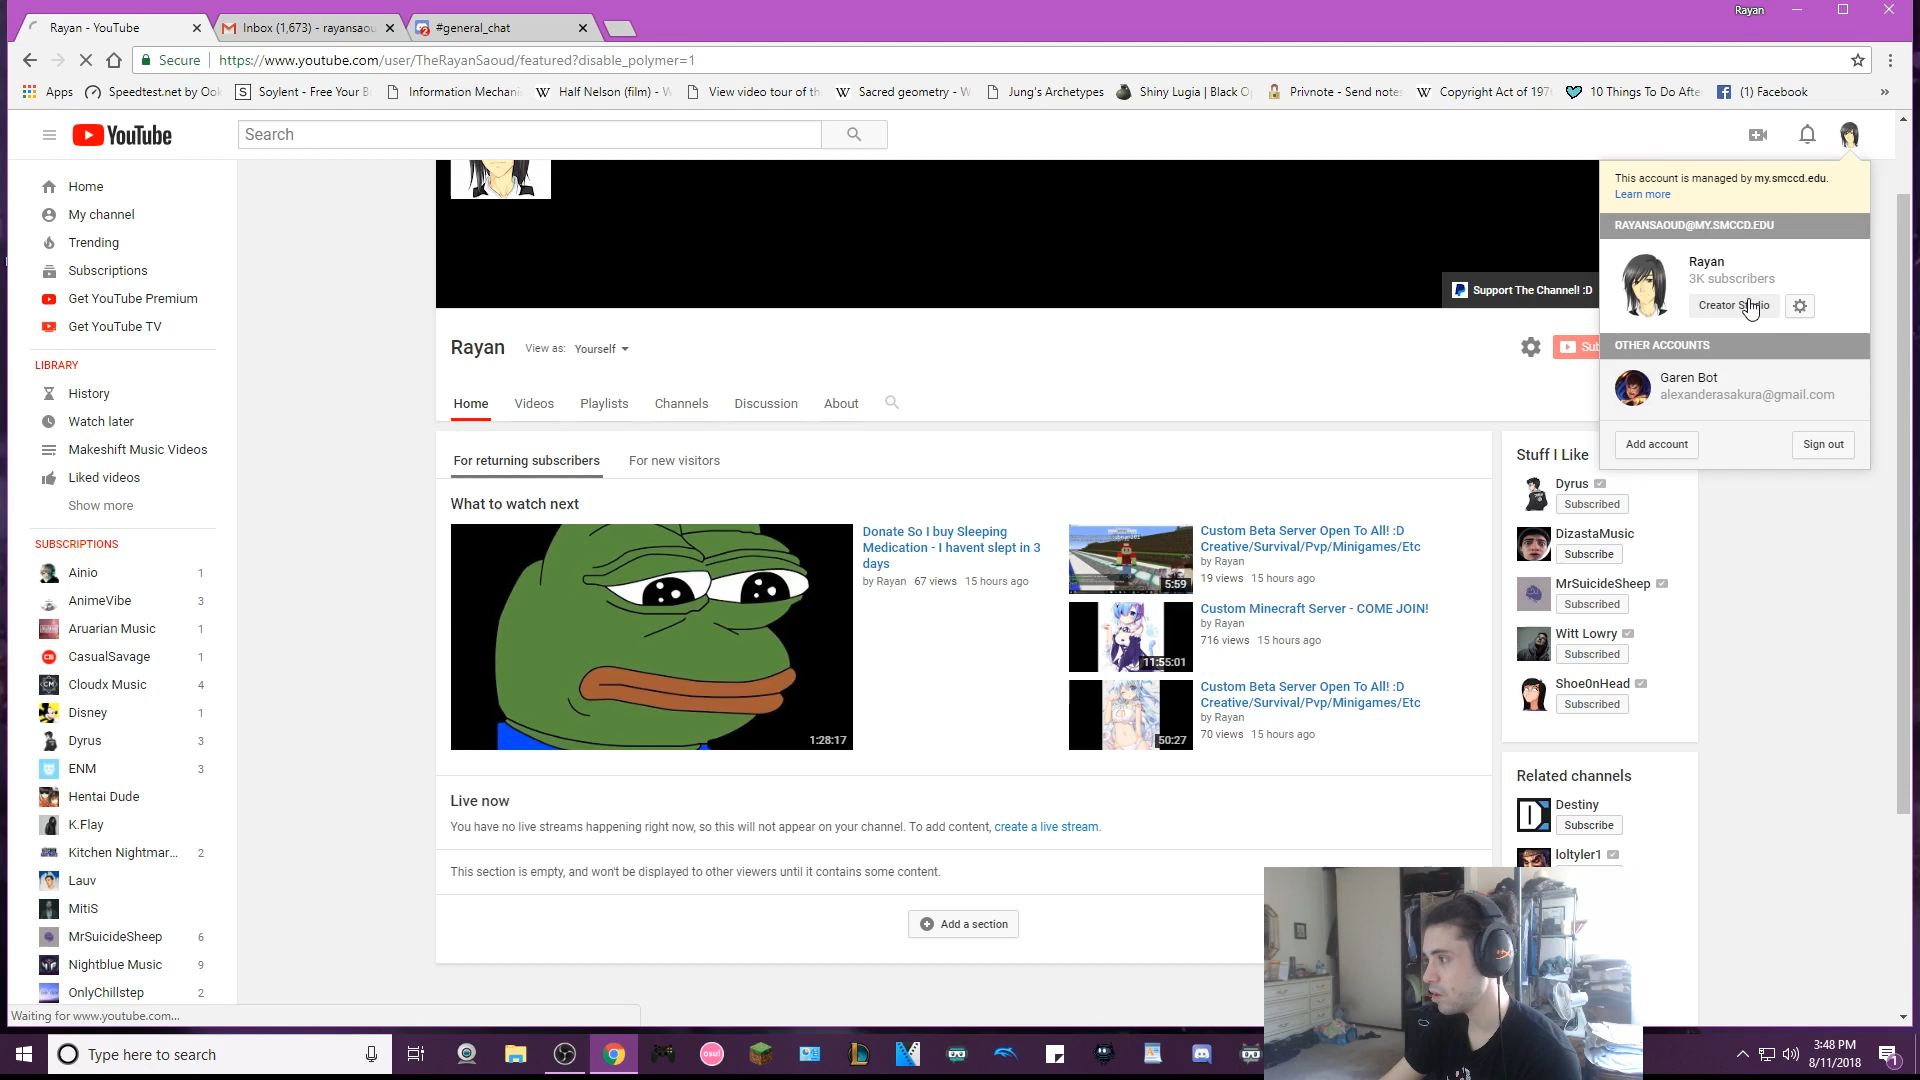 Rayan
Rayan - YouTube
Inbox (1,673) - rayansaou
#general_chat
Secure
https://www.youtube.com/user/TheRayanSaoud/featured?disable_polymer=1
Apps
Speedtest.net by Ook
Soylent - Free Your B
Information Mechani
Half Nelson (film) - W
View video tour of th
Sacred geometry - W
Jung's Archetypes
Shiny Lugia | Black O
Privnote - Send notes
Copyright Act of 197
10 Things To Do Afte
(1) Facebook
YouTube
Search
Home
My channel
Trending
Subscriptions
Get YouTube Premium
Get YouTube TV
LIBRARY
History
Watch later
Makeshift Music Videos
Liked videos
Show more
SUBSCRIPTIONS
Ainio 1
AnimeVibe 3
Aruarian Music 1
CasualSavage 1
Cloudx Music 4
Disney 1
Dyrus 3
ENM 3
Hentai Dude
K.Flay
Kitchen Nightmar... 2
Lauv
MitiS
MrSuicideSheep 6
Nightblue Music 9
OnlyChillstep 2
Waiting for www.youtube.com...
Support The Channel! :D
Rayan
View as: Yourself
Sub
Home
Videos
Playlists
Channels
Discussion
About
For returning subscribers
For new visitors
What to watch next
1:28:17
Donate So I buy Sleeping
Medication - I havent slept in 3
days
by Rayan 67 views 15 hours ago
5:59
Custom Beta Server Open To All! :D
Creative/Survival/Pvp/Minigames/Etc
by Rayan
19 views 15 hours ago
11:55:01
Custom Minecraft Server - COME JOIN!
by Rayan
716 views 15 hours ago
50:27
Custom Beta Server Open To All! :D
Creative/Survival/Pvp/Minigames/Etc
by Rayan
70 views 15 hours ago
Live now
You have no live streams happening right now, so this will not appear on your channel. To add content, create a live stream.
This section is empty, and won't be displayed to other viewers until it contains some content.
Add a section
This account is managed by my.smccd.edu.
Learn more
RAYANSAOUD@MY.SMCCD.EDU
Rayan
3K subscribers
Creator Studio
OTHER ACCOUNTS
Garen Bot
alexanderasakura@gmail.com
Add account
Sign out
Stuff I Like
Dyrus
Subscribed
DizastaMusic
Subscribe
MrSuicideSheep
Subscribed
Witt Lowry
Subscribed
Shoe0nHead
Subscribed
Related channels
Destiny
Subscribe
loltyler1
Type here to search
osu!
3:48 PM
8/11/2018
1